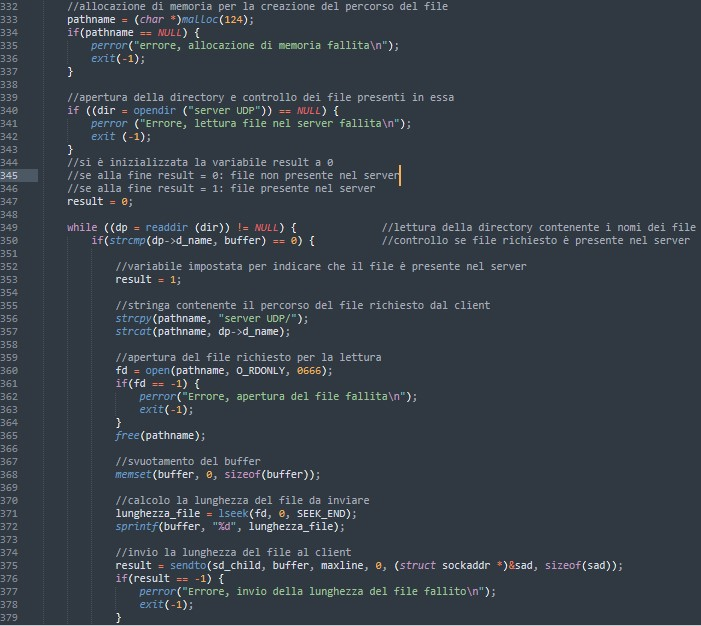 332 //allocazione di memoria per la creazione del percorso del file
333 pathname = (char *)malloc(124);
334 if(pathname == NULL) {
335 perror("errore, allocazione di memoria fallita\n");
336 exit(-1);
337 }
338
339 //apertura della directory e controllo dei file presenti in essa
340 if ((dir = opendir ("server UDP")) == NULL) {
341 perror ("Errore, lettura file nel server fallita\n");
342 exit (-1);
343 }
344 //si è inizializzata la variabile result a 0
345 //se alla fine result = 0: file non presente nel server
346 //se alla fine result = 1: file presente nel server
347 result = 0;
348
349 while ((dp = readdir (dir)) != NULL) { //lettura della directory contenente i nomi dei file
350 if(strcmp(dp->d_name, buffer) == 0) { //controllo se file richiesto è presente nel server
351
352 //variabile impostata per indicare che il file è presente nel server
353 result = 1;
354
355 //stringa contenente il percorso del file richiesto dal client
356 strcpy(pathname, "server UDP/");
357 strcat(pathname, dp->d_name);
358
359 //apertura del file richiesto per la lettura
360 fd = open(pathname, O_RDONLY, 0666);
361 if(fd == -1) {
362 perror("Errore, apertura del file fallita\n");
363 exit(-1);
364 }
365 free(pathname);
366
367 //svuotamento del buffer
368 memset(buffer, 0, sizeof(buffer));
369
370 //calcolo la lunghezza del file da inviare
371 lunghezza_file = lseek(fd, 0, SEEK_END);
372 sprintf(buffer, "%d", lunghezza_file);
373
374 //invio la lunghezza del file al client
375 result = sendto(sd_child, buffer, maxline, 0, (struct sockaddr *)&sad, sizeof(sad));
376 if(result == -1) {
377 perror("Errore, invio della lunghezza del file fallito\n");
378 exit(-1);
379 }